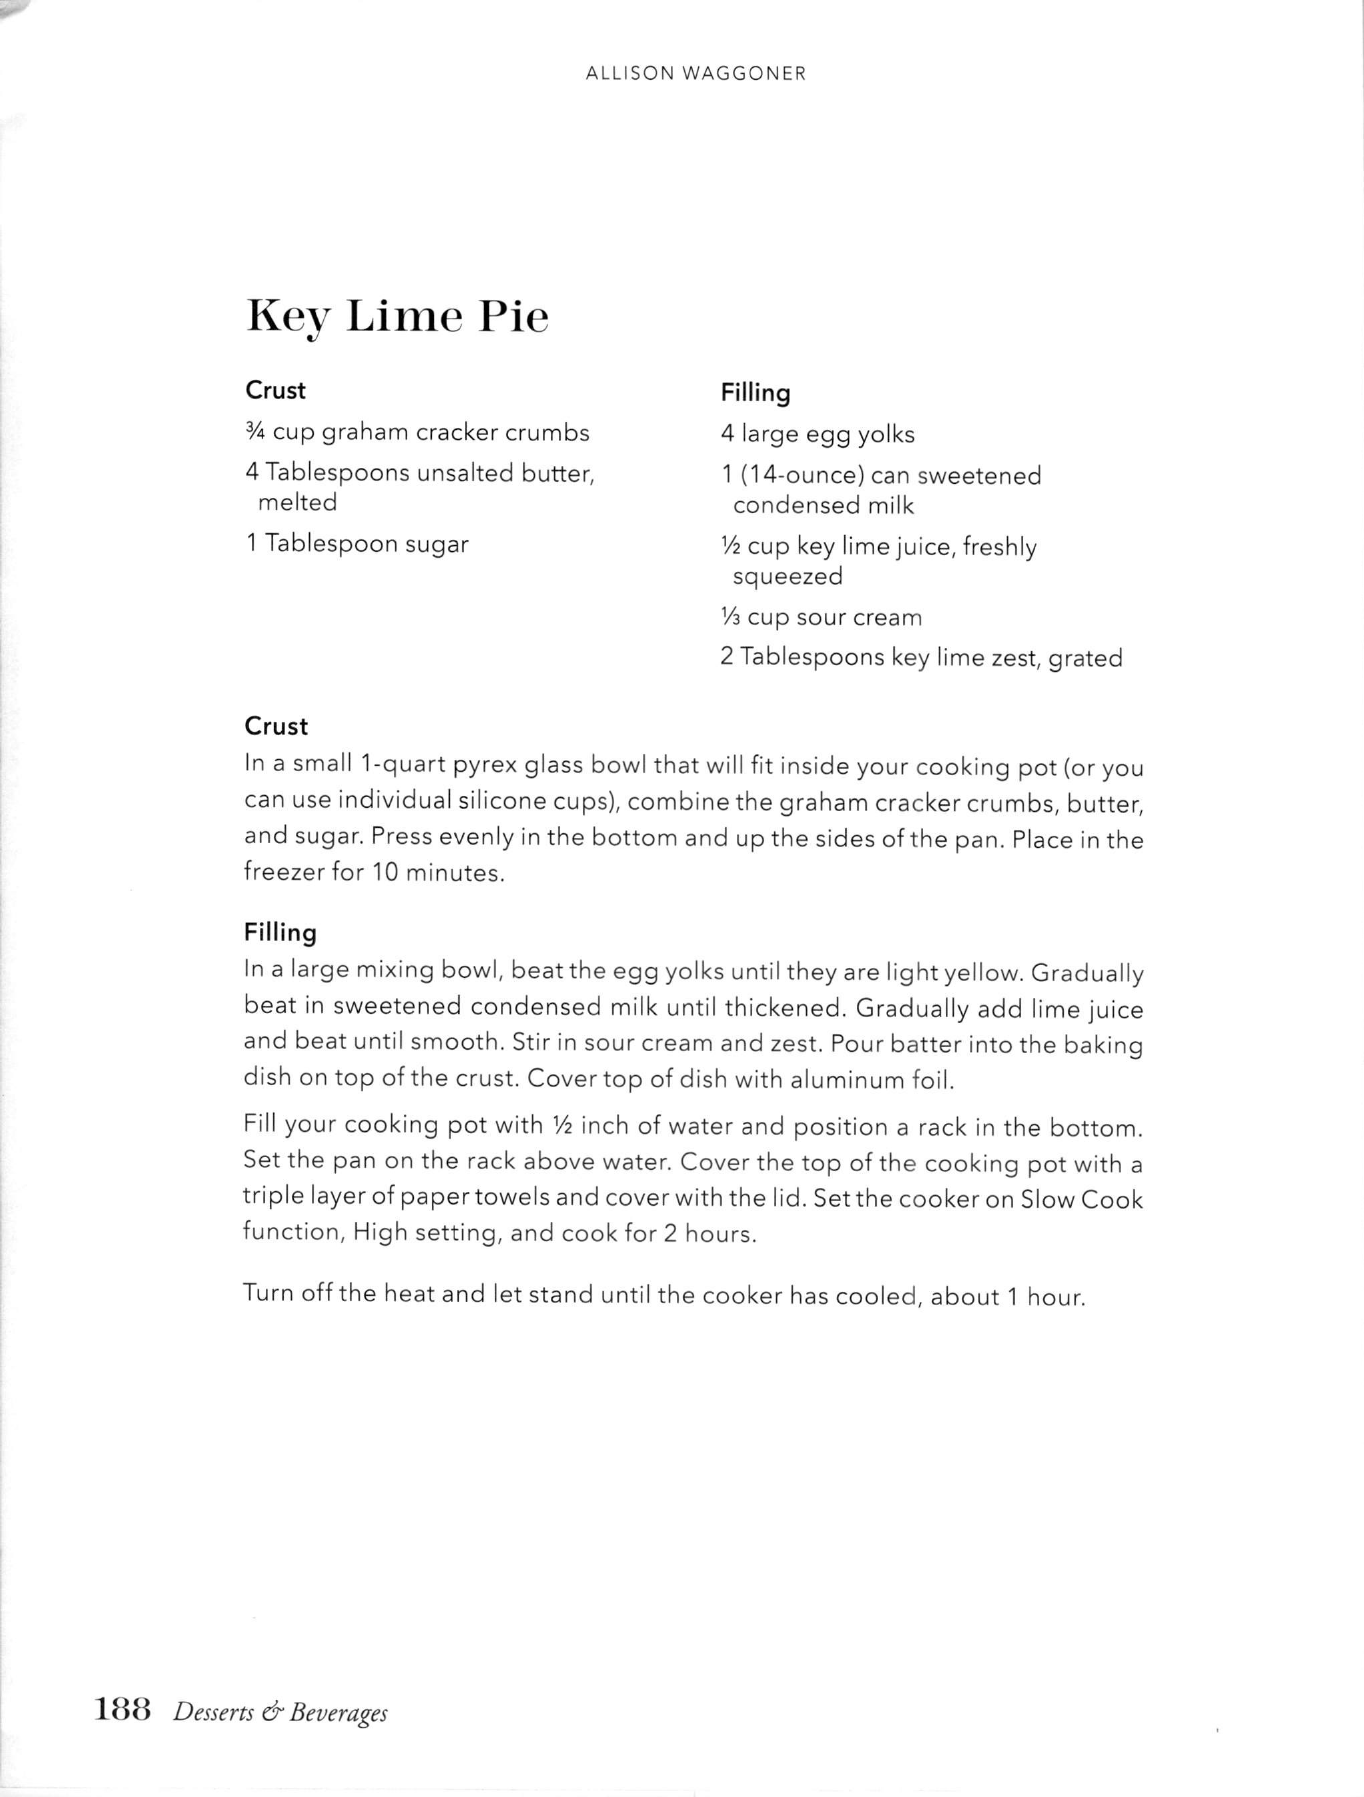 ALLISON WAGGONER
Key Lime Pie
Crust
¾ cup graham cracker crumbs
4 Tablespoons unsalted butter,
melted
1 Tablespoon sugar
Filling
4 large egg yolks
1 (14-ounce) can sweetened
condensed milk
½ cup key lime juice, freshly
squeezed
⅓ cup sour cream
2 Tablespoons key lime zest, grated
Crust
In a small 1-quart pyrex glass bowl that will fit inside your cooking pot (or you
can use individual silicone cups), combine the graham cracker crumbs, butter,
and sugar. Press evenly in the bottom and up the sides of the pan. Place in the
freezer for 10 minutes.
Filling
In a large mixing bowl, beat the egg yolks until they are light yellow. Gradually
beat in sweetened condensed milk until thickened. Gradually add lime juice
and beat until smooth. Stir in sour cream and zest. Pour batter into the baking
dish on top of the crust. Cover top of dish with aluminum foil.
Fill your cooking pot with ½ inch of water and position a rack in the bottom.
Set the pan on the rack above water. Cover the top of the cooking pot with a
triple layer of paper towels and cover with the lid. Set the cooker on Slow Cook
function, High setting, and cook for 2 hours.
Turn off the heat and let stand until the cooker has cooled, about 1 hour.
188 Desserts & Beverages